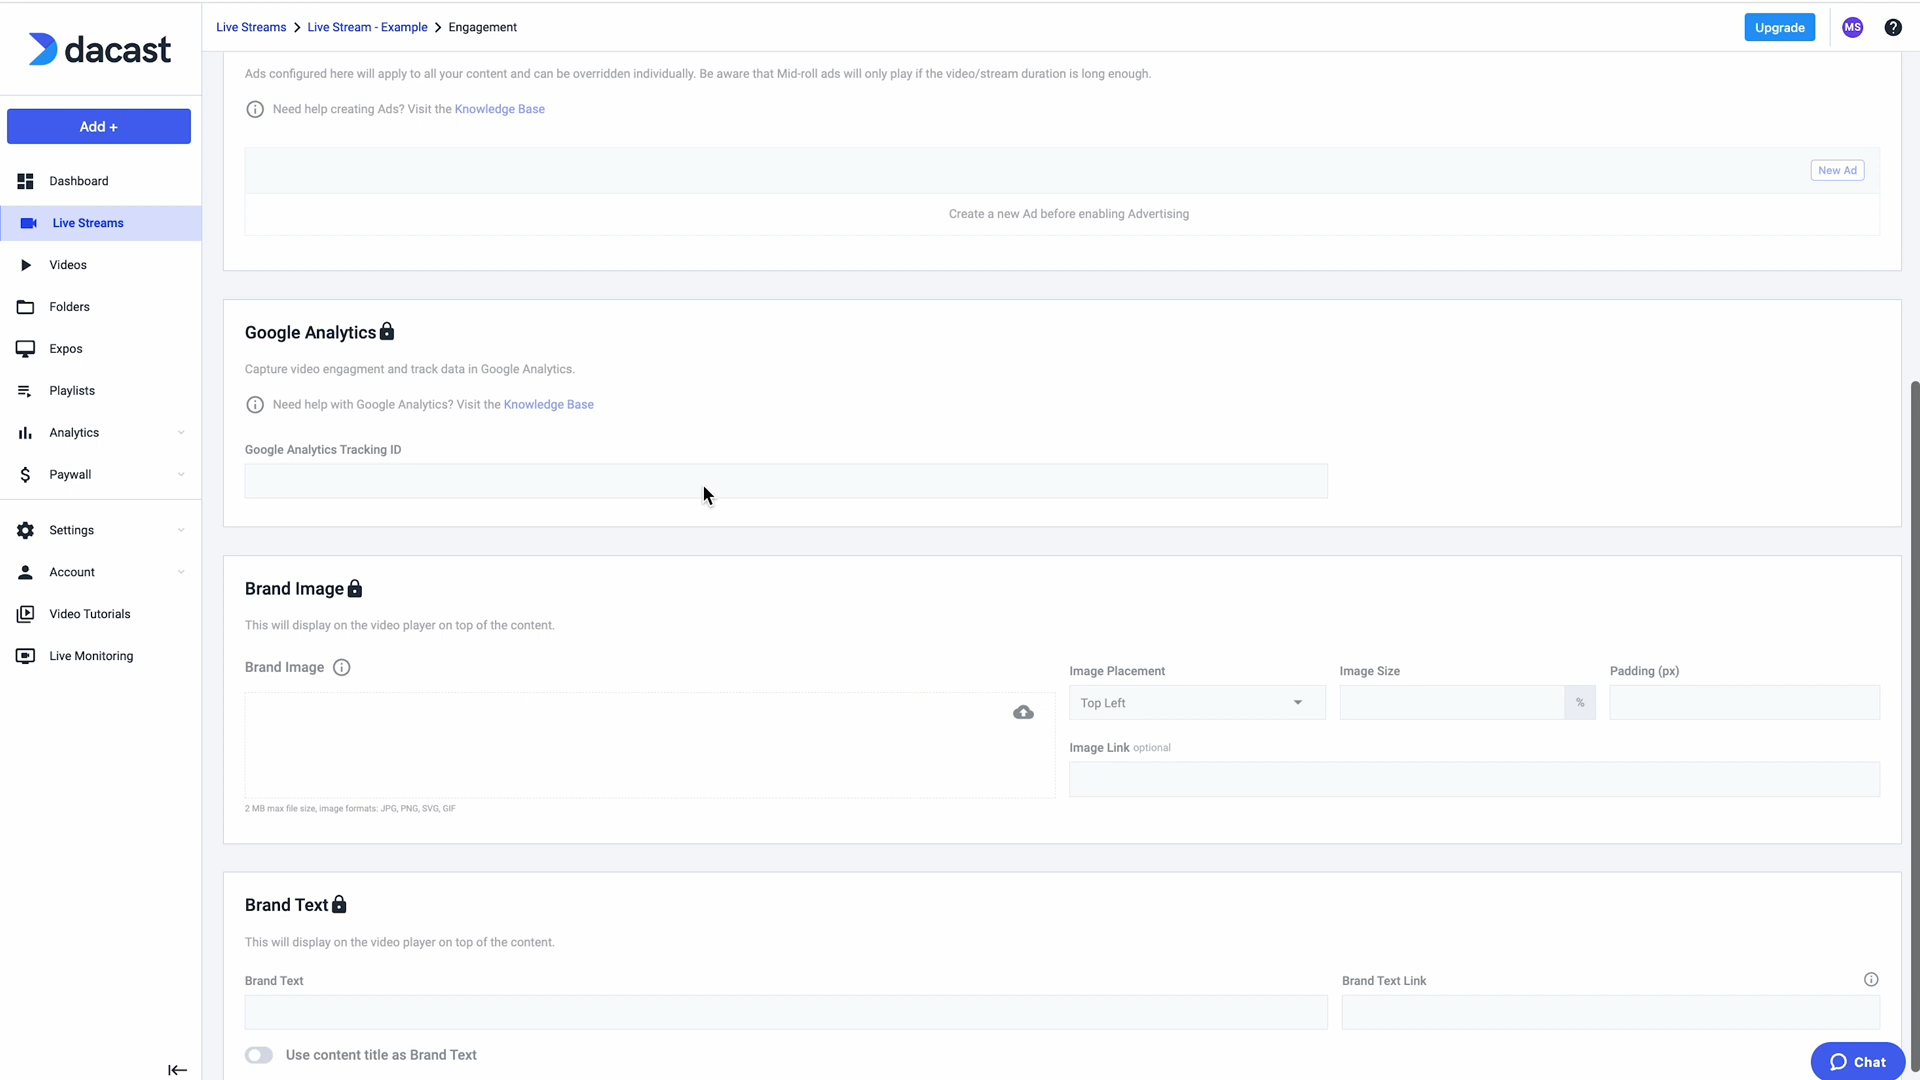 dacast
Live Streams > Live Stream - Example > Engagement
Upgrade
MS
?
Add +
Dashboard
Live Streams
Videos
Folders
Expos
Playlists
Analytics
Paywall
Settings
Account
Video Tutorials
Live Monitoring
Ads configured here will apply to all your content and can be overridden individually. Be aware that Mid-roll ads will only play if the video/stream duration is long enough.
Need help creating Ads? Visit the Knowledge Base
New Ad
Create a new Ad before enabling Advertising
Google Analytics
Capture video engagment and track data in Google Analytics.
Need help with Google Analytics? Visit the Knowledge Base
Google Analytics Tracking ID
Brand Image
This will display on the video player on top of the content.
Brand Image
2 MB max file size, image formats: JPG, PNG, SVG, GIF
Image Placement
Top Left
Image Size
%
Padding (px)
Image Link optional
Brand Text
This will display on the video player on top of the content.
Brand Text
Brand Text Link
Use content title as Brand Text
Chat